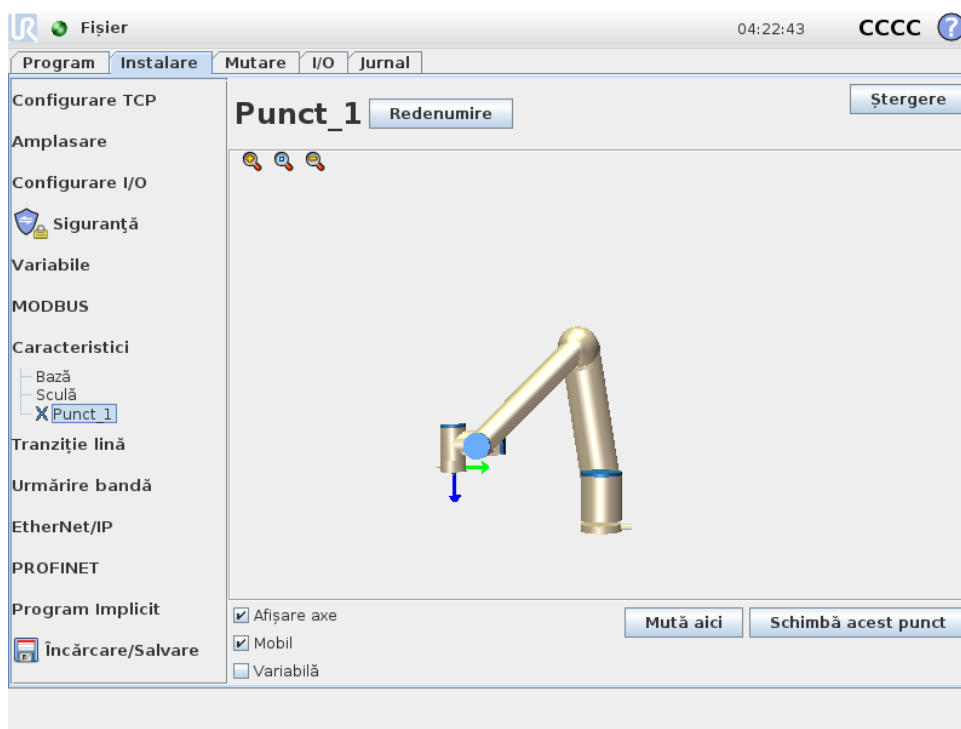 UR Fișier 04:22:43 CCCC ?
Program Instalare Mutare I/O Jurnal
Configurare TCP
Amplasare
Configurare I/O
Siguranţă
Variabile
MODBUS
Caracteristici
Bază
Sculă
Punct_1
Tranziție lină
Urmărire bandă
EtherNet/IP
PROFINET
Program Implicit
Încărcare/Salvare
Punct_1 Redenumire Ștergere
Afișare axe
Mobil
Variabilă
Mută aici Schimbă acest punct